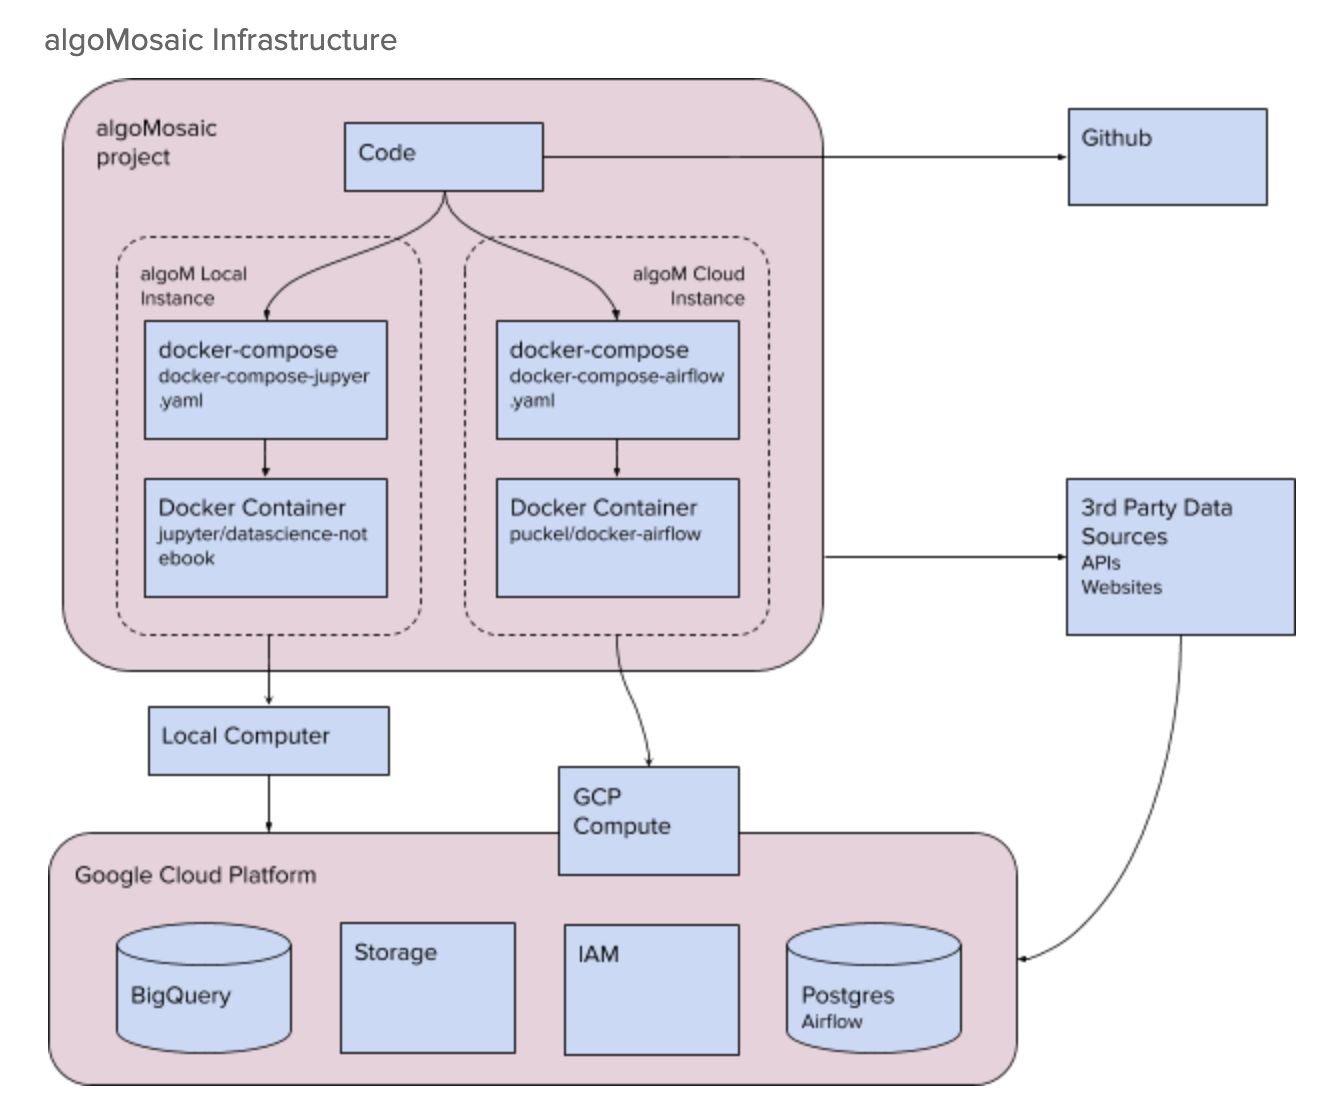 algoMosaic Infrastructure
algoMosaic
project
Code
Github
algoM Local
Instance
algoM Cloud
Instance
docker-compose
docker-compose-jupyer
.yaml
docker-compose
docker-compose-airflow
.yaml
Docker Container
jupyter/datascience-not
ebook
Docker Container
puckel/docker-airflow
3rd Party Data
Sources
APIs
Websites
Local Computer
GCP
Compute
Google Cloud Platform
BigQuery
Storage
IAM
Postgres
Airflow